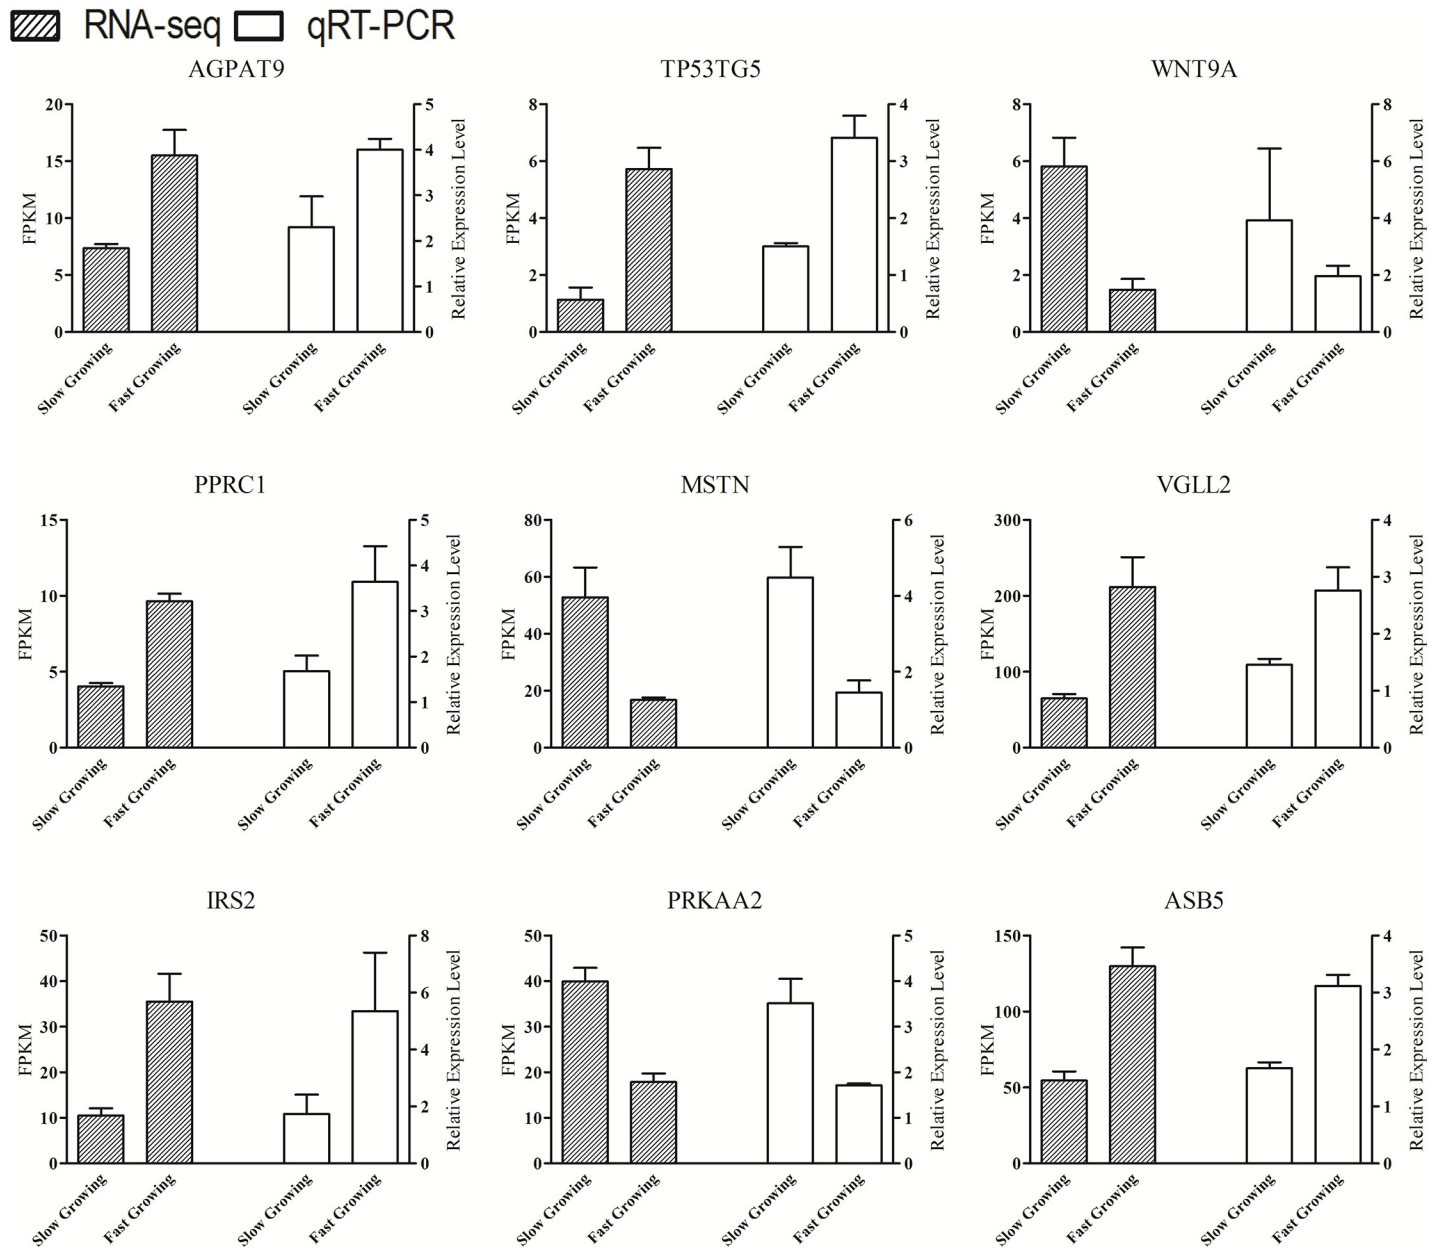 RNA-seq qRT-PCR
AGPAT9
20
15
10
5
0
FPKM
5
4
3
2
1
0
Relative Expression Level
Slow Growing
Fast Growing
Slow Growing
Fast Growing
TP53TG5
8
6
4
2
0
FPKM
4
3
2
1
0
Relative Expression Level
Slow Growing
Fast Growing
Slow Growing
Fast Growing
WNT9A
8
6
4
2
0
FPKM
8
6
4
2
0
Relative Expression Level
Slow Growing
Fast Growing
Slow Growing
Fast Growing
PPRC1
15
10
5
0
FPKM
5
4
3
2
1
0
Relative Expression Level
Slow Growing
Fast Growing
Slow Growing
Fast Growing
MSTN
80
60
40
20
0
FPKM
6
4
2
0
Relative Expression Level
Slow Growing
Fast Growing
Slow Growing
Fast Growing
VGLL2
300
200
100
0
FPKM
4
3
2
1
0
Relative Expression Level
Slow Growing
Fast Growing
Slow Growing
Fast Growing
IRS2
50
40
30
20
10
0
FPKM
8
6
4
2
0
Relative Expression Level
Slow Growing
Fast Growing
Slow Growing
Fast Growing
PRKAA2
50
40
30
20
10
0
FPKM
5
4
3
2
1
0
Relative Expression Level
Slow Growing
Fast Growing
Slow Growing
Fast Growing
ASB5
150
100
50
0
FPKM
4
3
2
1
0
Relative Expression Level
Slow Growing
Fast Growing
Slow Growing
Fast Growing